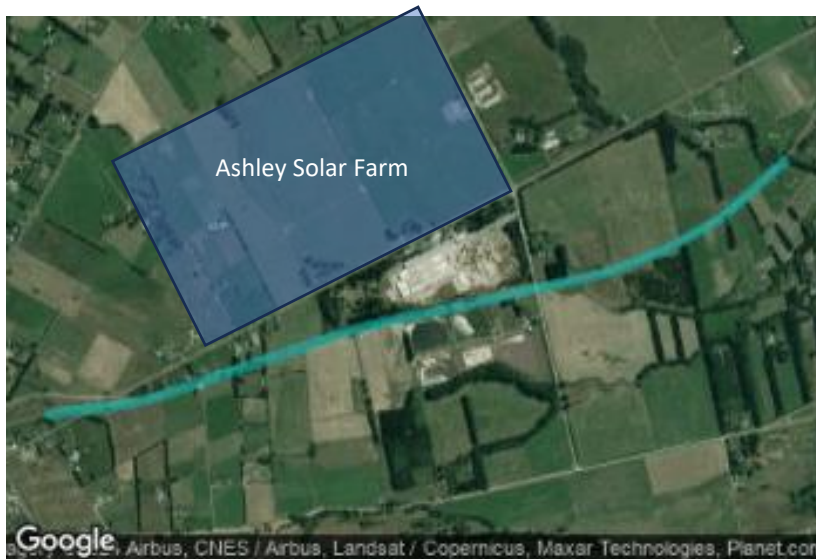 Ashley Solar Farm
Google
Airbus, CNES / Airbus, Landsat / Copernicus, Maxar Technologies, Planet.com